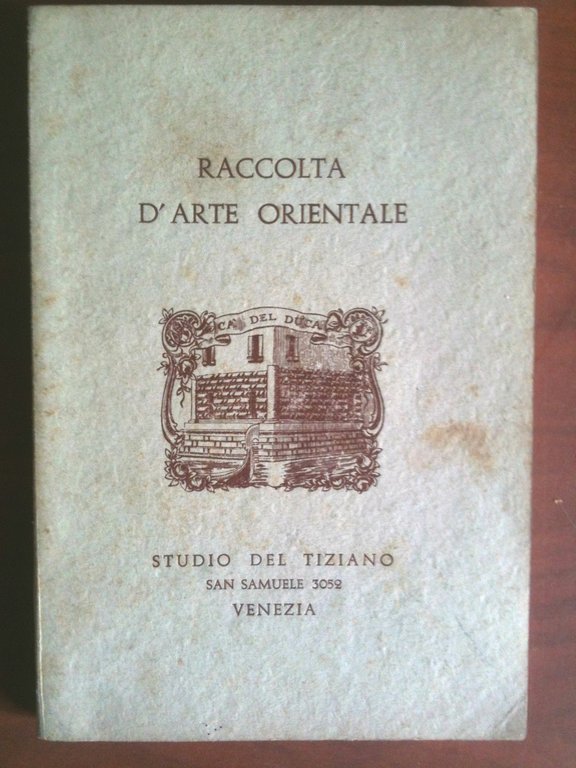 RACCOLTA
D'ARTE ORIENTALE
CA' DEL DUCA
STUDIO DEL TIZIANO
SAN SAMUELE 3052
VENEZIA